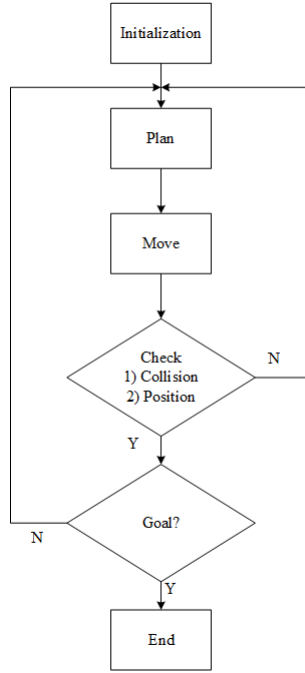 Initialization
Plan
Move
Check
1) Collision
2) Position
N
Y
Goal?
N
Y
End